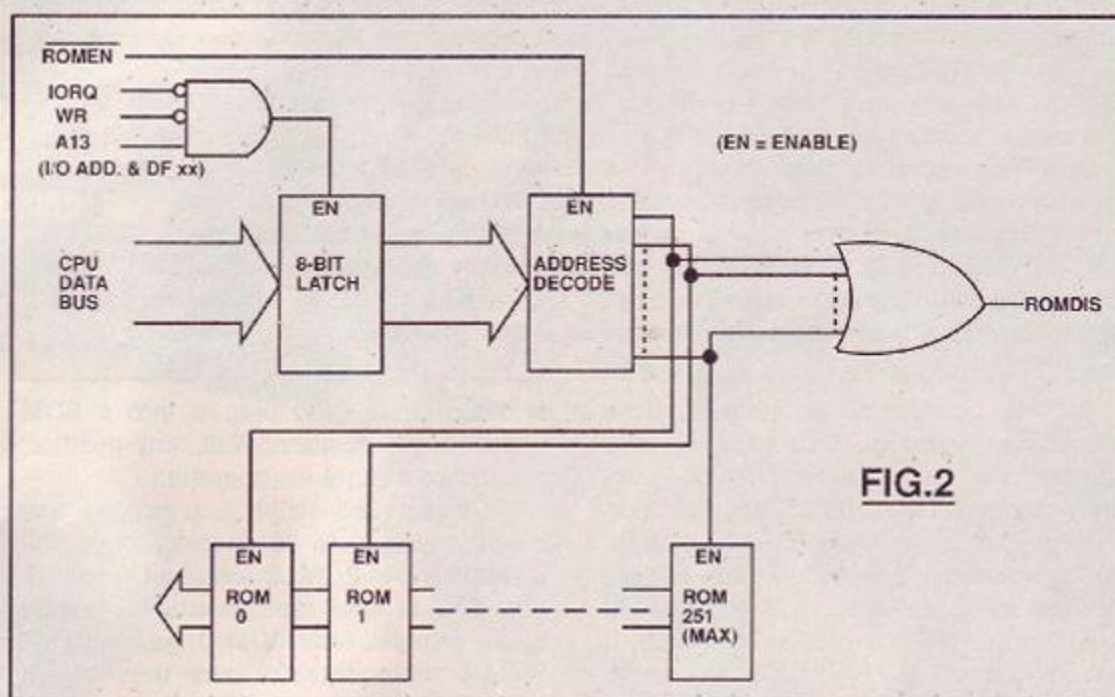 ROMEN
IORQ
WR
A13
(I/O ADD. & DF xx)
(EN = ENABLE)
EN
EN
CPU
DATA
BUS
8-BIT
LATCH
ADDRESS
DECODE
ROMDIS
FIG.2
EN
ROM
0
EN
ROM
1
EN
ROM
251
(MAX)